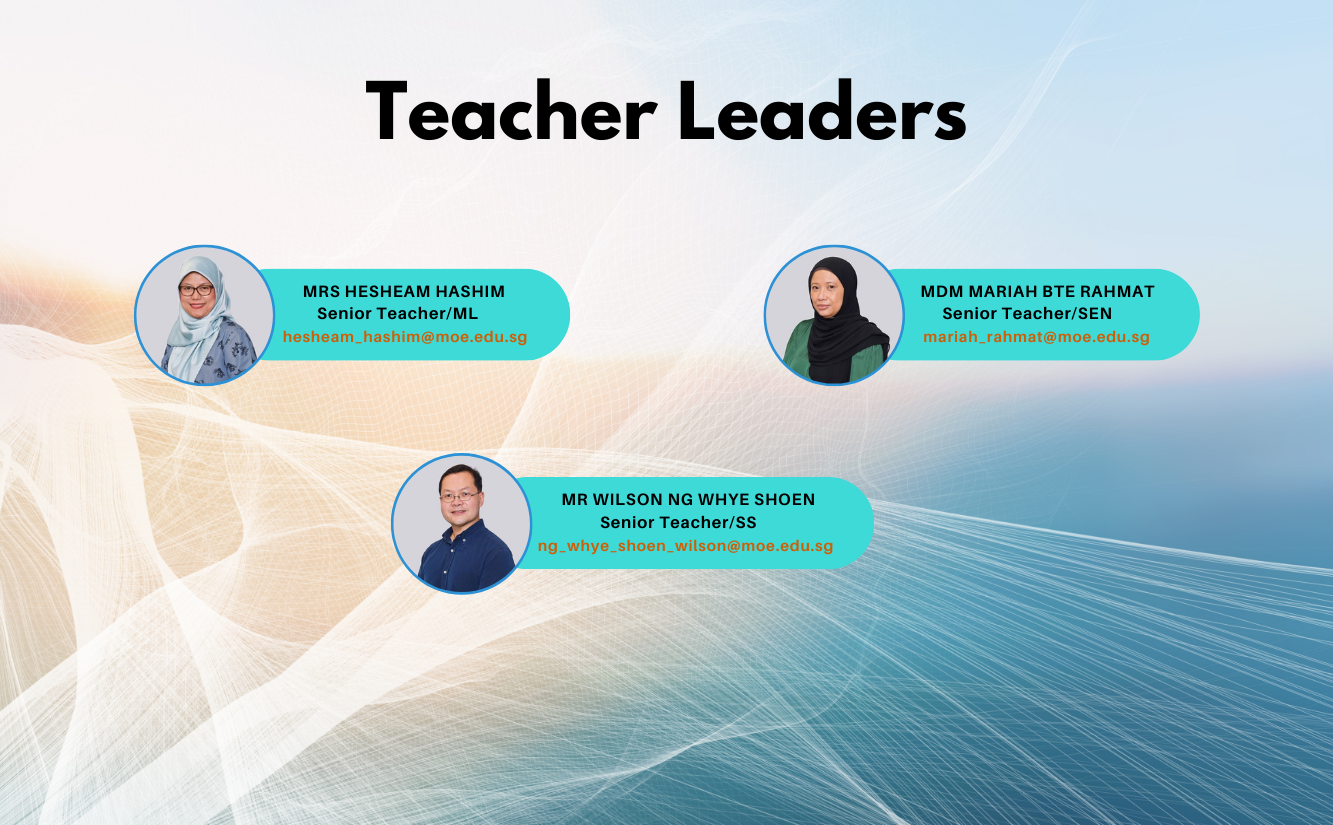 Teacher Leaders
MRS HESHEAM HASHIM
Senior Teacher/ML
hesheam_hashim@moe.edu.sg
MDM MARIAH BTE RAHMAT
Senior Teacher/SEN
mariah_rahmat@moe.edu.sg
MR WILSON NG WHYE SHOEN
Senior Teacher/SS
ng_whye_shoen_wilson@moe.edu.sg